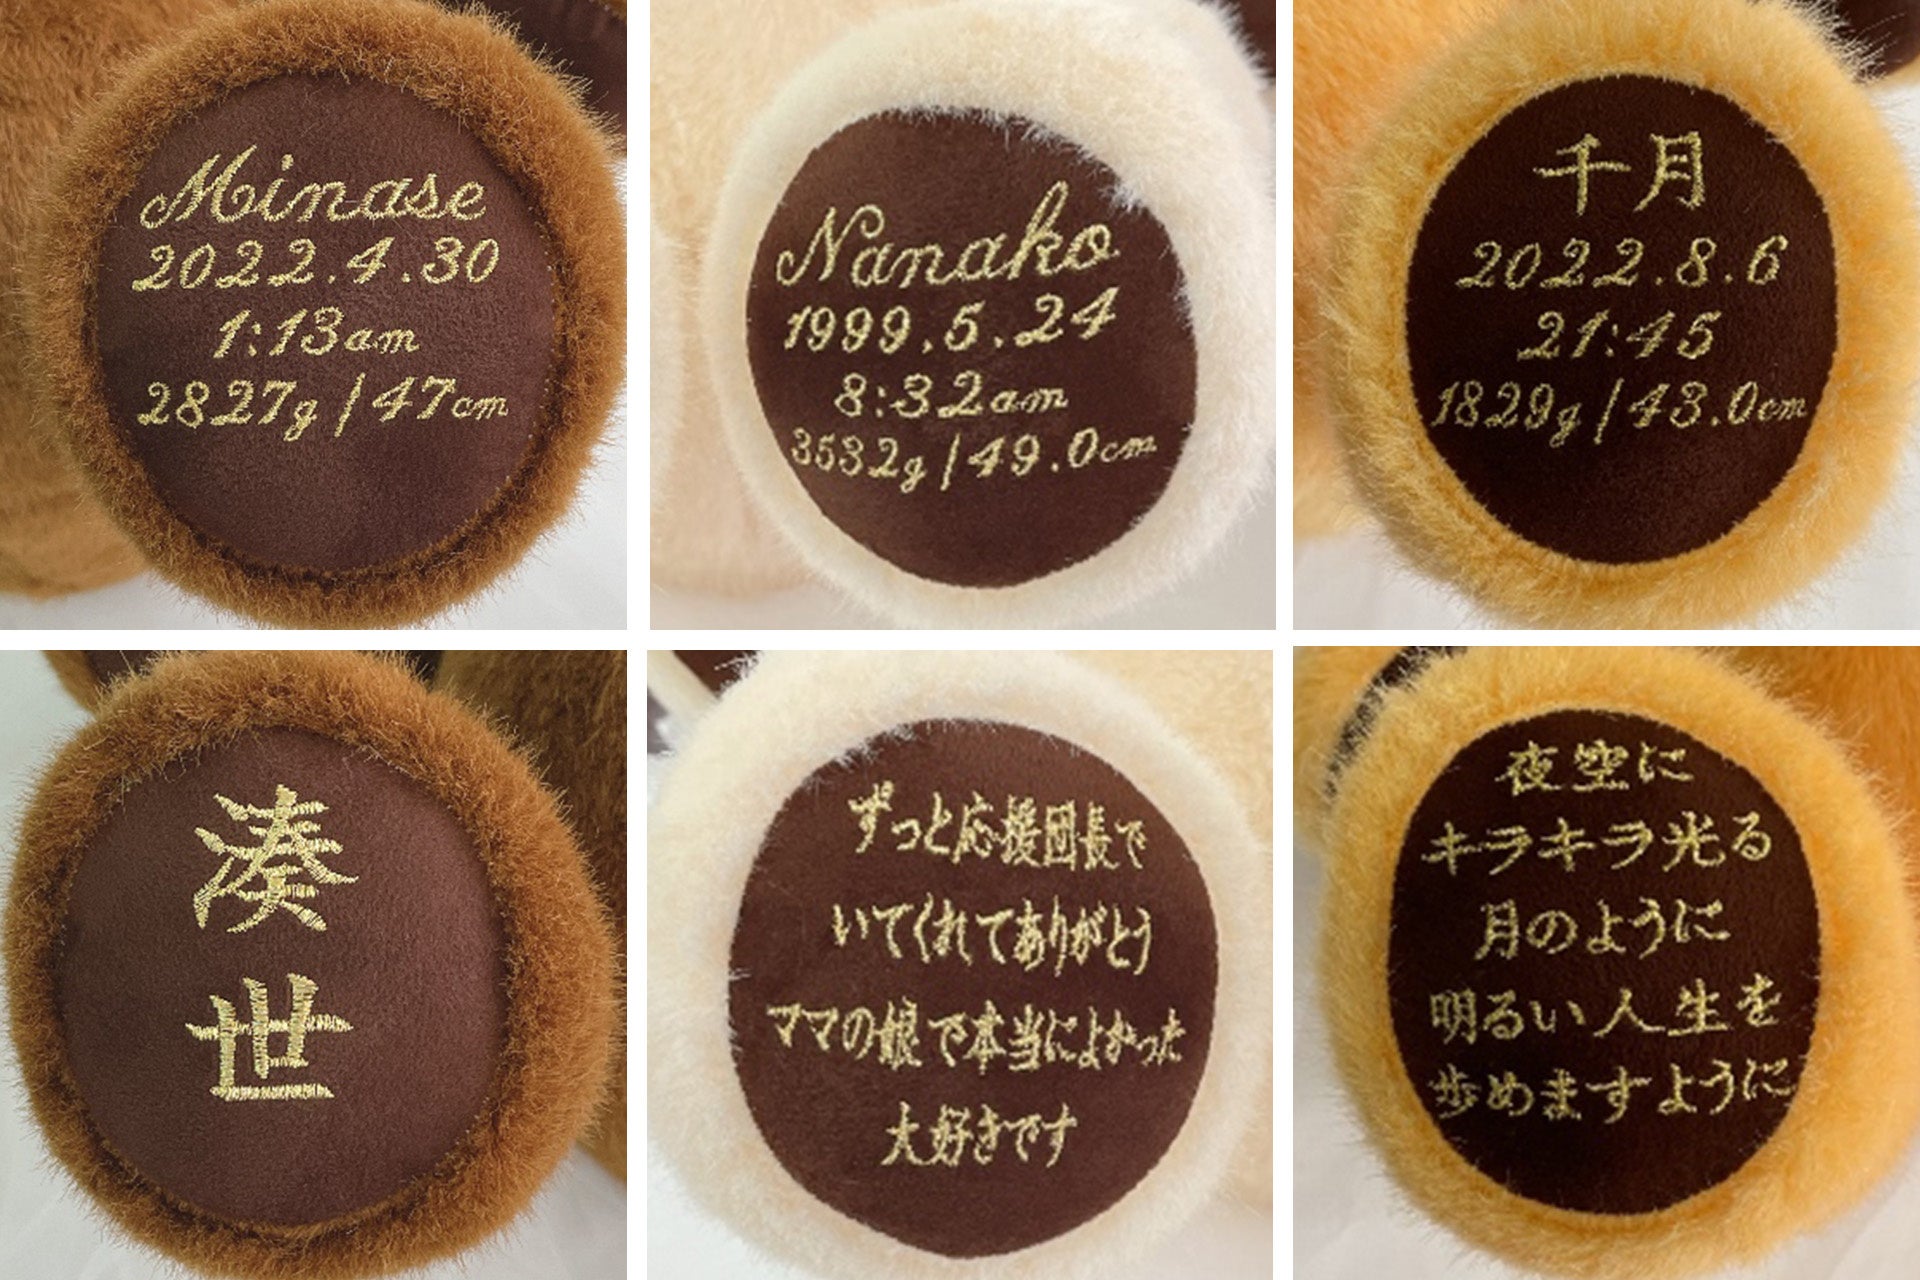 Minase
2022.4.30
1:13am
2827g / 47cm
Nanako
1999.5.24
8:32am
3532g / 49.0cm
千月
2022.8.6
21:45
1829g / 43.0cm
湊
世
ずっと応援団長で
いてくれてありがとう
ママの娘で本当によかった
大好きです
夜空に
キラキラ光る
月のように
明るい人生を
歩めますように